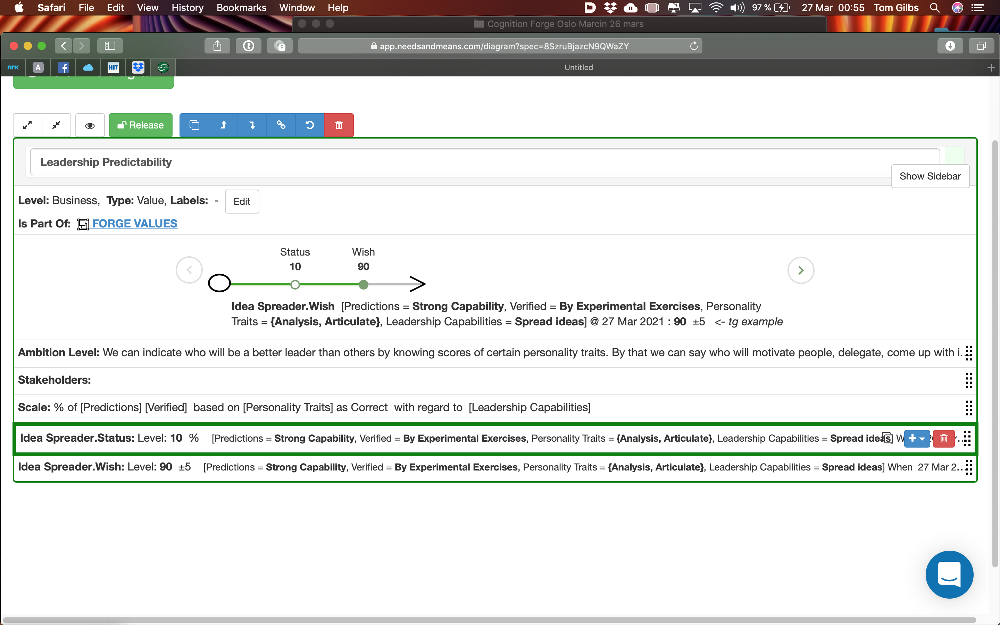 Safari File Edit View History Bookmarks Window Help 97 % 27 Mar 00:55 Tom Gilbs
Cognition Forge Oslo Marcin 26 mars
app.needsandmeans.com/diagram?spec=8SzruBjazcN9QWaZY
nrk A f HIT Untitled
Release
Leadership Predictability
Show Sidebar
Level: Business, Type: Value, Labels: - Edit
Is Part Of: FORGE VALUES
Status Wish
10 90
Idea Spreader.Wish [Predictions = Strong Capability, Verified = By Experimental Exercises, Personality
Traits = {Analysis, Articulate}, Leadership Capabilities = Spread ideas] @ 27 Mar 2021 : 90 ±5 <- tg example
Ambition Level: We can indicate who will be a better leader than others by knowing scores of certain personality traits. By that we can say who will motivate people, delegate, come up with i...
Stakeholders:
Scale: % of [Predictions] [Verified] based on [Personality Traits] as Correct with regard to [Leadership Capabilities]
Idea Spreader.Status: Level: 10 % [Predictions = Strong Capability, Verified = By Experimental Exercises, Personality Traits = {Analysis, Articulate}, Leadership Capabilities = Spread ideas]
Idea Spreader.Wish: Level: 90 ±5 [Predictions = Strong Capability, Verified = By Experimental Exercises, Personality Traits = {Analysis, Articulate}, Leadership Capabilities = Spread ideas] When 27 Mar 2...